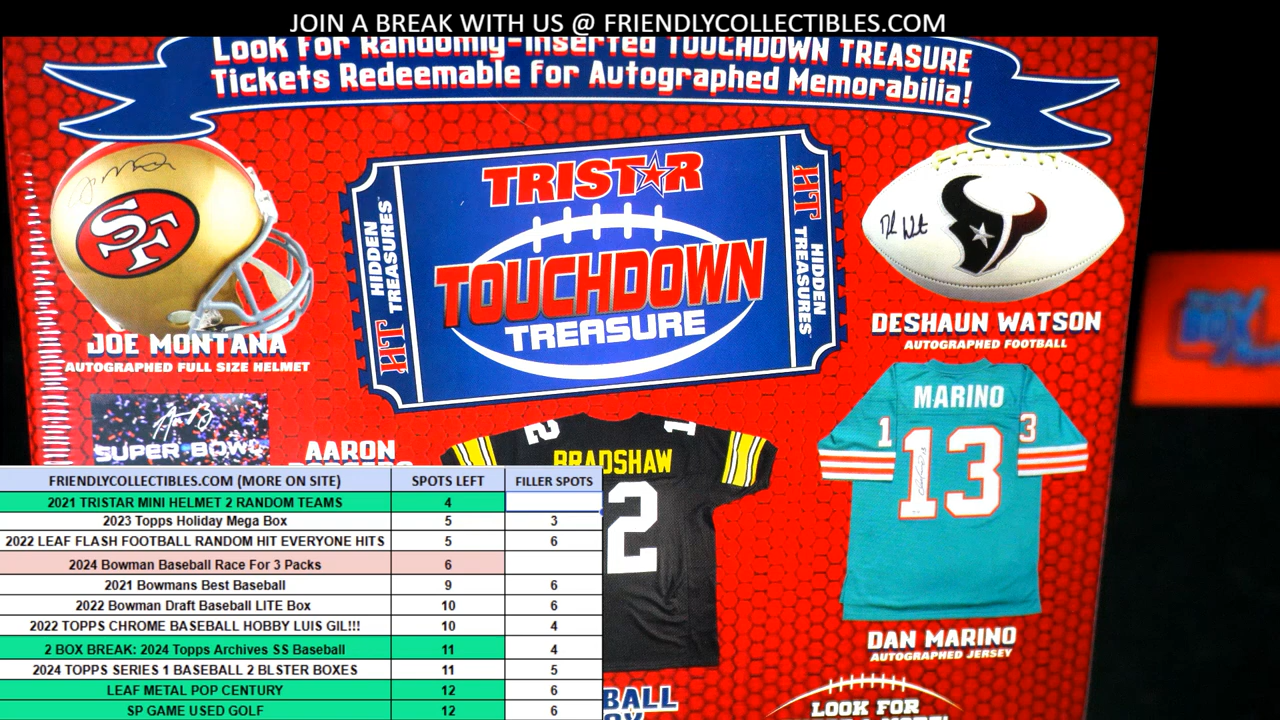 JOIN A BREAK WITH US @ FRIENDLYCOLLECTIBLES.COM
Look For Randomly-Inserted TOUCHDOWN TREASURE
Tickets Redeemable for Autographed Memorabilia!
TRISTAR
TOUCHDOWN
TREASURE
HIDDEN
TREASURES
HT
HT
HIDDEN
TREASURES
SF
JOE MONTANA
AUTOGRAPHED FULL SIZE HELMET
DESHAUN WATSON
AUTOGRAPHED FOOTBALL
SUPER BOWL
AARON
BRADSHAW
2
MARINO
1
3
13
DAN MARINO
AUTOGRAPHED JERSEY
LOOK FOR
FRIENDLYCOLLECTIBLES.COM (MORE ON SITE) SPOTS LEFT FILLER SPOTS
2021 TRISTAR MINI HELMET 2 RANDOM TEAMS 4
2023 Topps Holiday Mega Box 5 3
2022 LEAF FLASH FOOTBALL RANDOM HIT EVERYONE HITS 5 6
2024 Bowman Baseball Race For 3 Packs 6
2021 Bowmans Best Baseball 9 6
2022 Bowman Draft Baseball LITE Box 10 6
2022 TOPPS CHROME BASEBALL HOBBY LUIS GIL!!! 10 4
2 BOX BREAK: 2024 Topps Archives SS Baseball 11 4
2024 TOPPS SERIES 1 BASEBALL 2 BLSTER BOXES 11 5
LEAF METAL POP CENTURY 12 6
SP GAME USED GOLF 12 6